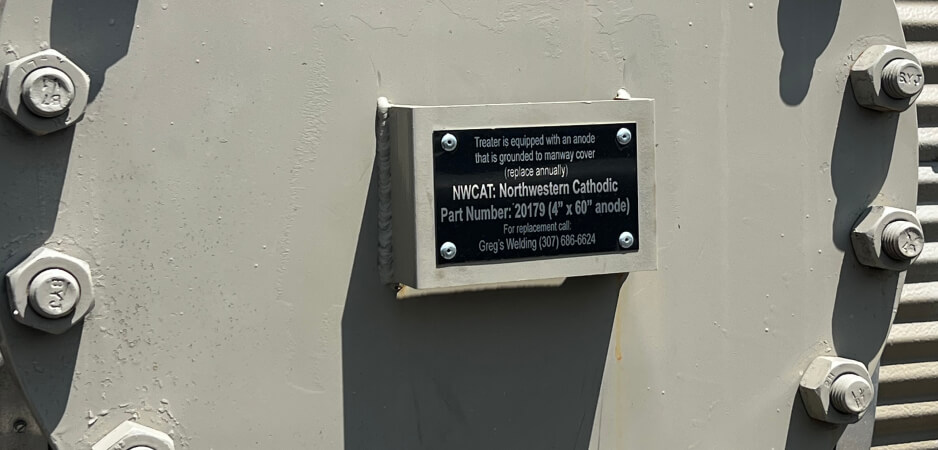 Treater is equipped with an anode
that is grounded to manway cover
(replace annually)
NWCAT: Northwestern Cathodic
Part Number: 20179 (4" x 60" anode)
For replacement call:
Greg's Welding (307) 686-6624